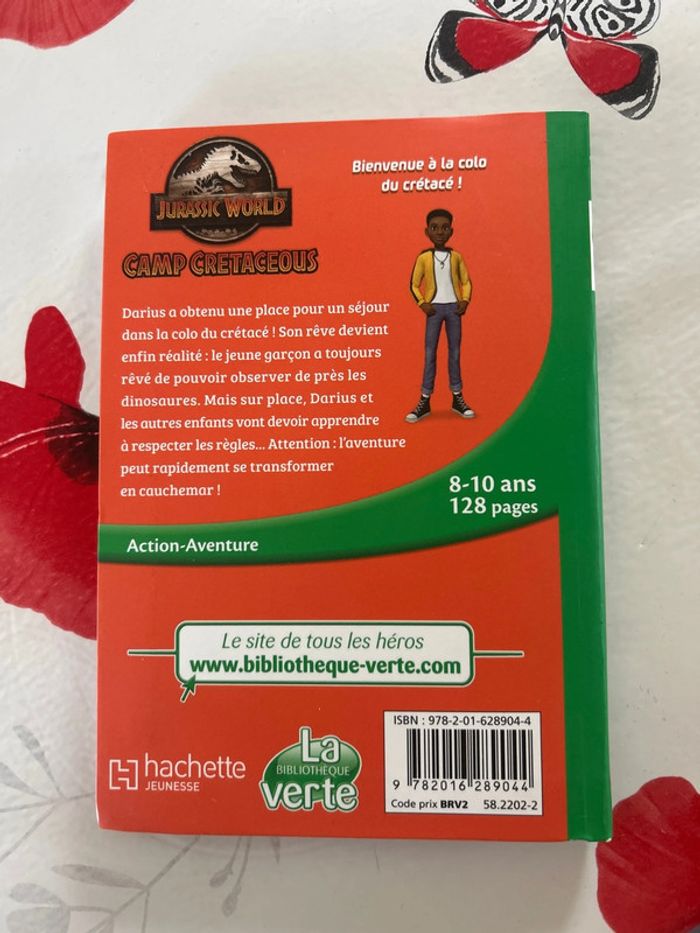 JURASSIC WORLD
CAMP CRETACEOUS
Bienvenue à la colo
du crétacé !
Darius a obtenu une place pour un séjour
dans la colo du crétacé ! Son rêve devient
enfin réalité : le jeune garçon a toujours
rêvé de pouvoir observer de près les
dinosaures. Mais sur place, Darius et
les autres enfants vont devoir apprendre
à respecter les règles... Attention : l'aventure
peut rapidement se transformer
en cauchemar !
8-10 ans
128 pages
Action-Aventure
Le site de tous les héros
www.bibliotheque-verte.com
hachette
JEUNESSE
La
BIBLIOTHÈQUE
verte
ISBN : 978-2-01-628904-4
9 782016 289044
Code prix BRV2 58.2202-2